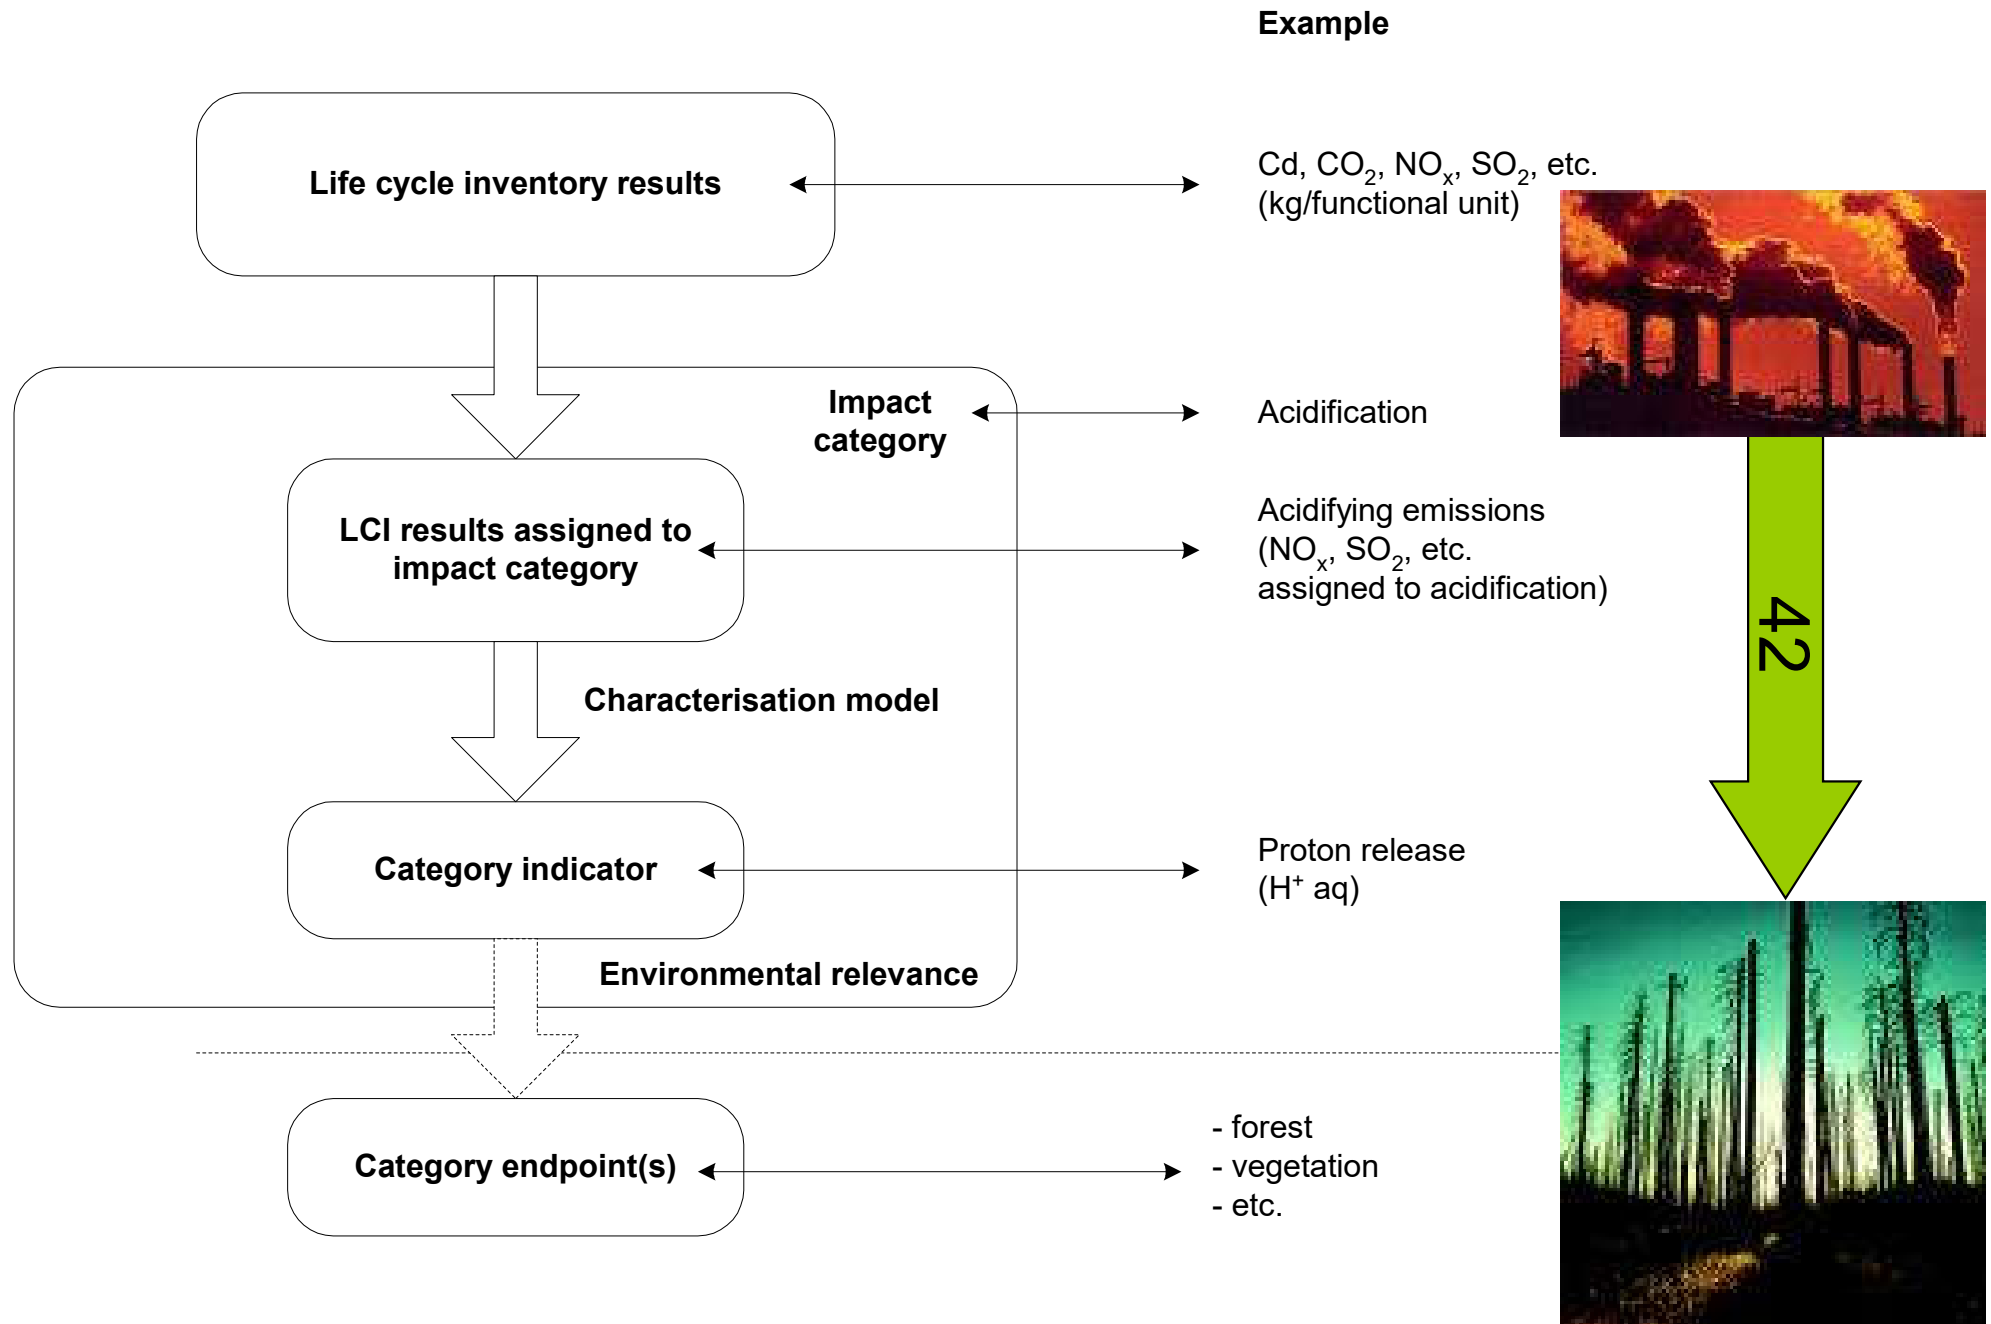 Example
Life cycle inventory results
Cd, CO₂, NOₓ, SO₂, etc.
(kg/functional unit)
Impact
category
Acidification
LCI results assigned to
impact category
Acidifying emissions
(NOₓ, SO₂, etc.
assigned to acidification)
42
Characterisation model
Category indicator
Proton release
(H⁺ aq)
Environmental relevance
Category endpoint(s)
- forest
- vegetation
- etc.